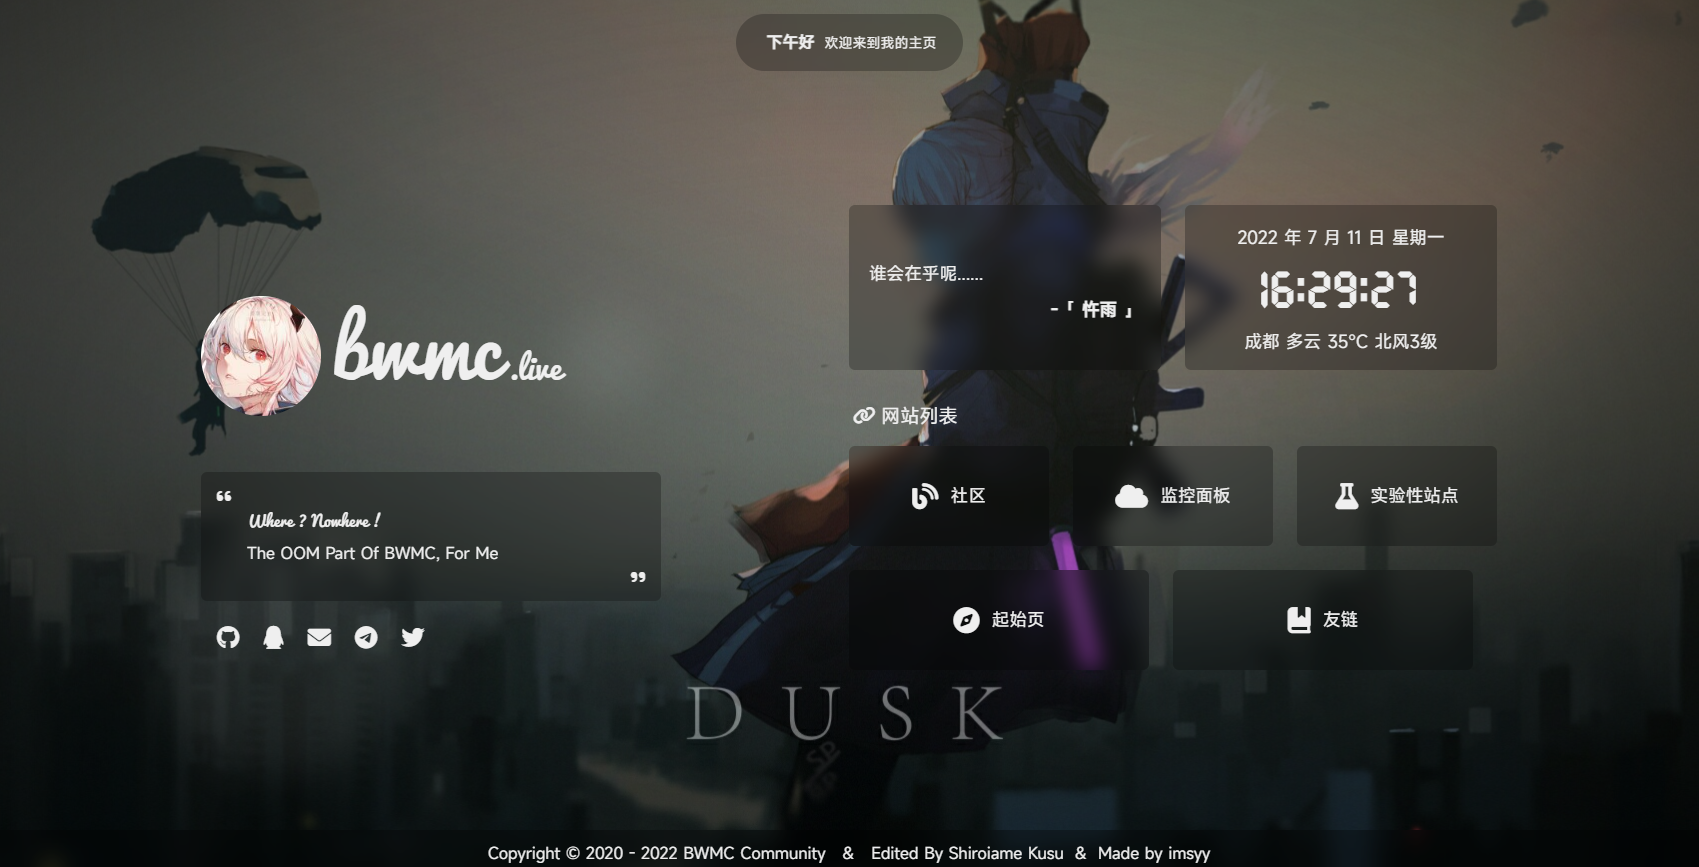 下午好 欢迎来到我的主页
bwmc.live
“
Where ? Nowhere !
The OOM Part Of BWMC, For Me
”
谁会在乎呢......
-「 忤雨 」
2022 年 7 月 11 日 星期一
16:29:27
成都 多云 35℃ 北风3级
网站列表
社区
监控面板
实验性站点
起始页
友链
DUSK
Copyright © 2020 - 2022 BWMC Community & Edited By Shiroiame Kusu & Made by imsyy